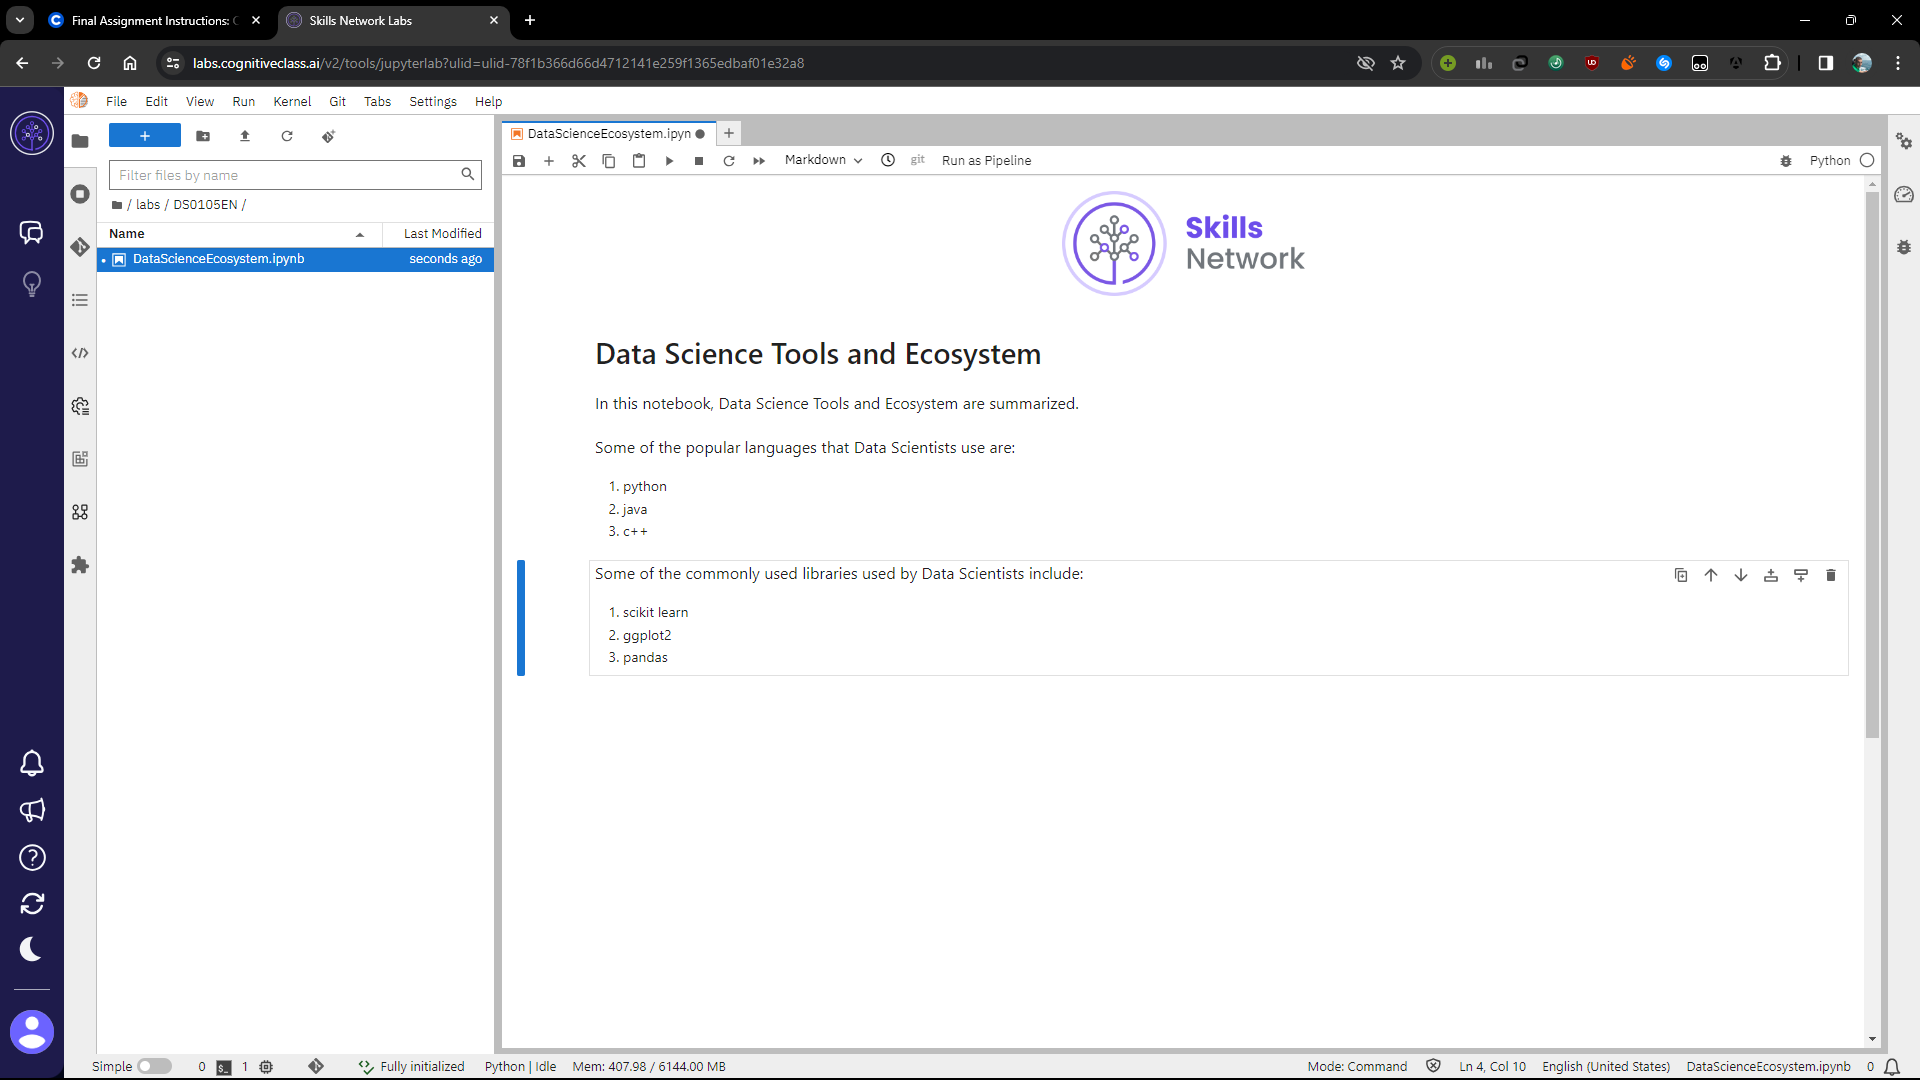 Final Assignment Instructions: C
Skills Network Labs
labs.cognitiveclass.ai/v2/tools/jupyterlab?ulid=ulid-78f1b366d66d4712141e259f1365edbaf01e32a8
File Edit View Run Kernel Git Tabs Settings Help
Filter files by name
/ labs / DS0105EN /
Name Last Modified
DataScienceEcosystem.ipynb seconds ago
DataScienceEcosystem.ipyn
Markdown git Run as Pipeline Python
Skills
Network
Data Science Tools and Ecosystem
In this notebook, Data Science Tools and Ecosystem are summarized.
Some of the popular languages that Data Scientists use are:
1. python
2. java
3. c++
Some of the commonly used libraries used by Data Scientists include:
1. scikit learn
2. ggplot2
3. pandas
Simple 0 $_ 1 Fully initialized Python | Idle Mem: 407.98 / 6144.00 MB Mode: Command Ln 4, Col 10 English (United States) DataScienceEcosystem.ipynb 0